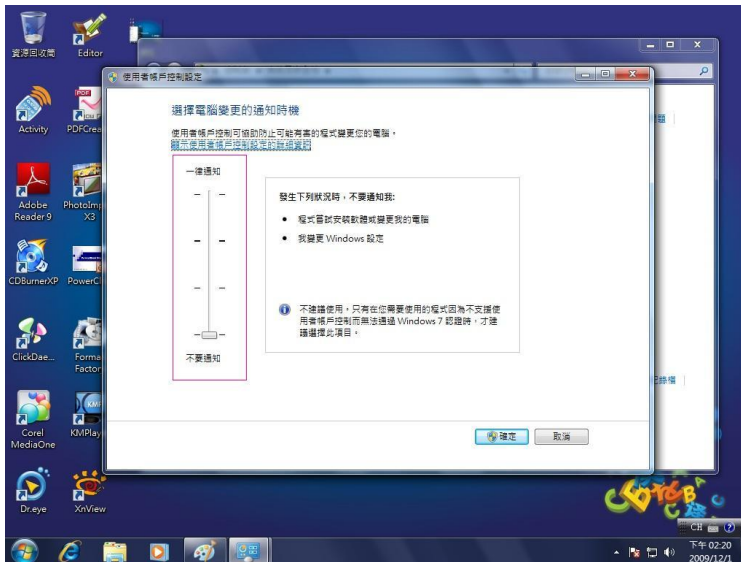 資源回收筒
Editor
Activity
PDFCrea
Adobe
Reader 9
PhotoImp
X3
CDBurnerXP
PowerCi
ClickDae...
Forma
Factor
Corel
MediaOne
KMPlay
Dr.eye
XnView
使用者帳戶控制設定
選擇電腦變更的通知時機
使用者帳戶控制可協助防止可能有害的程式變更您的電腦。
顯示使用者帳戶控制設定的詳細資訊
一律通知
不要通知
發生下列狀況時，不要通知我:
程式嘗試安裝軟體或變更我的電腦
我變更 Windows 設定
不建議使用。只有在您需要使用的程式因為不支援使
用者帳戶控制而無法通過 Windows 7 認證時，才建
議選擇此項目。
確定
取消
記錄檔
CH
下午 02:20
2009/12/1